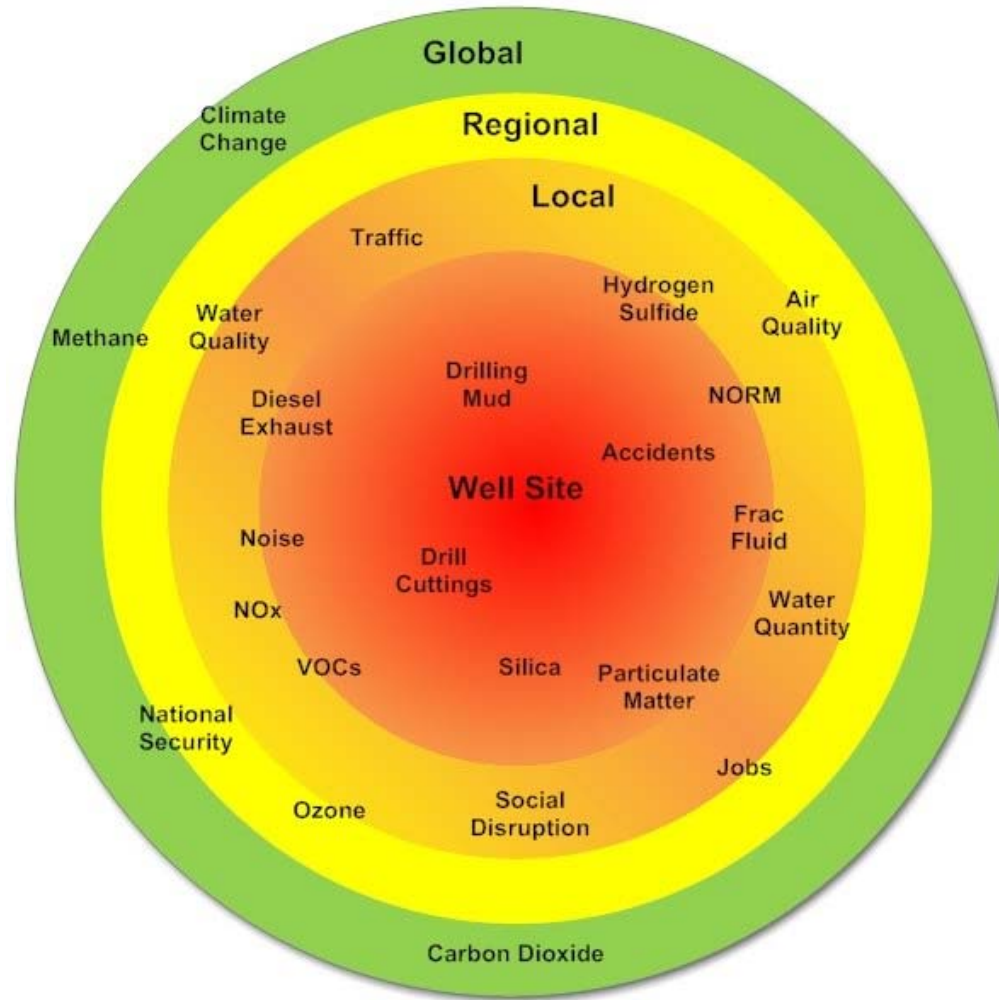 Global
Climate
Change
Regional
Local
Traffic
Hydrogen
Sulfide
Air
Quality
Water
Quality
Methane
Drilling
Mud
Diesel
Exhaust
NORM
Accidents
Well Site
Frac
Fluid
Noise
Drill
Cuttings
NOx
Water
Quantity
VOCs
Silica
Particulate
Matter
National
Security
Jobs
Ozone
Social
Disruption
Carbon Dioxide